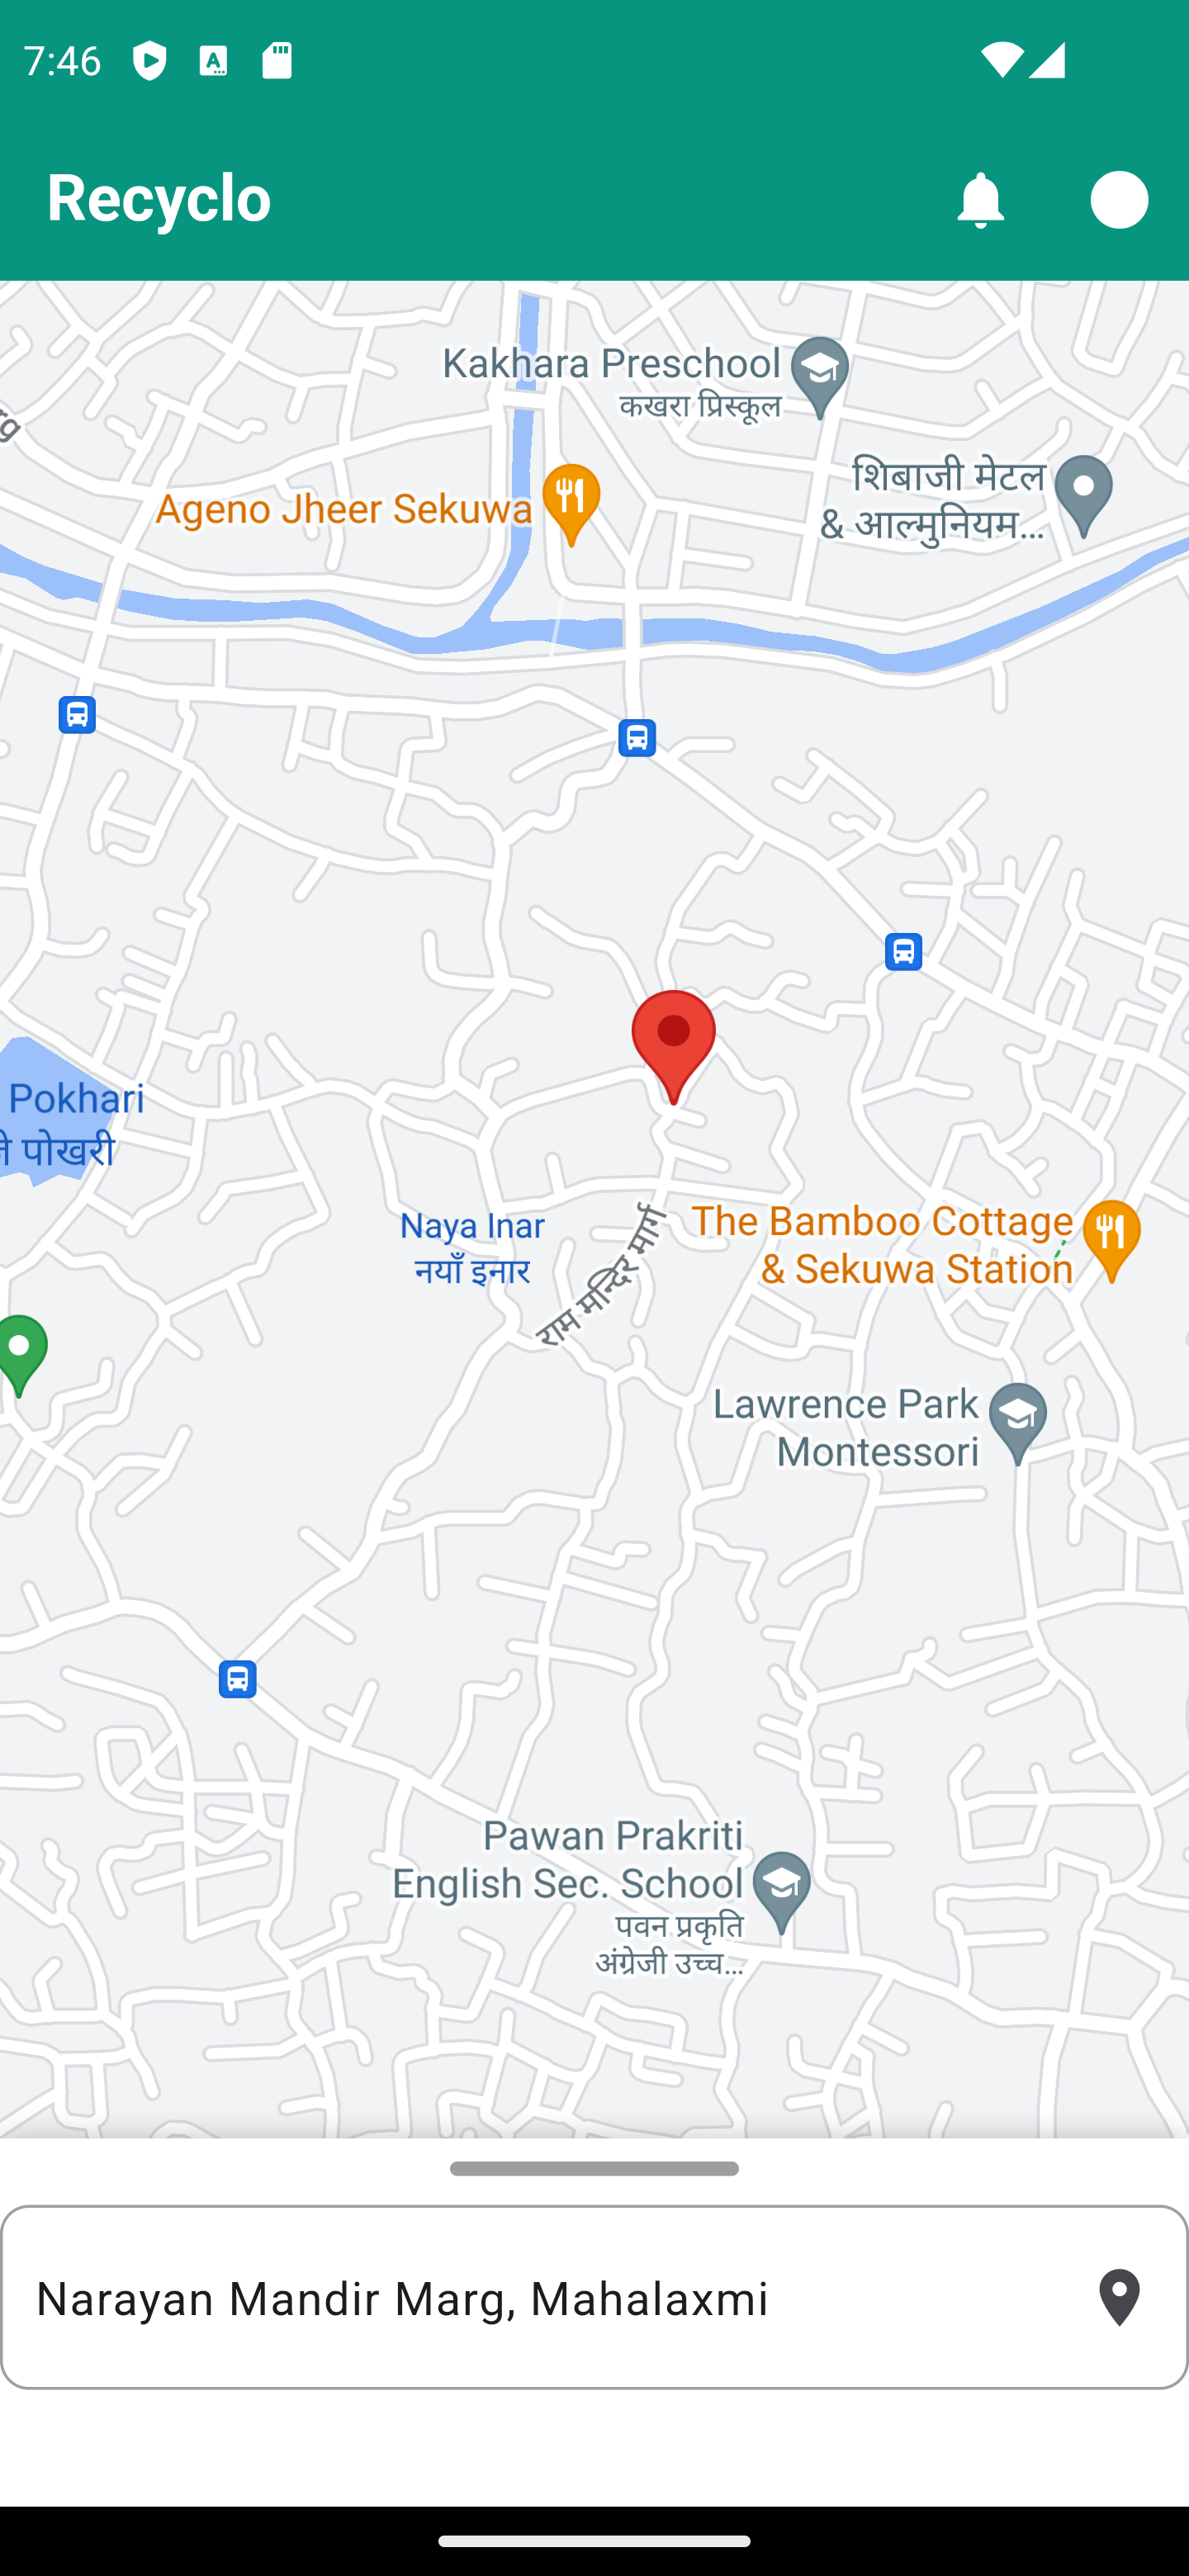 7:46
Recyclo
Kakhara Preschool
कखरा प्रिस्कूल
rg
शिबाजी मेटल
& आल्मुनियम...
Ageno Jheer Sekuwa
Pokhari
पोखरी
Naya Inar
नयाँ इनार
राम मन्दिर मार्ग
The Bamboo Cottage
& Sekuwa Station
Lawrence Park
Montessori
Pawan Prakriti
English Sec. School
पवन प्रकृति
अंग्रेजी उच्च...
Narayan Mandir Marg, Mahalaxmi